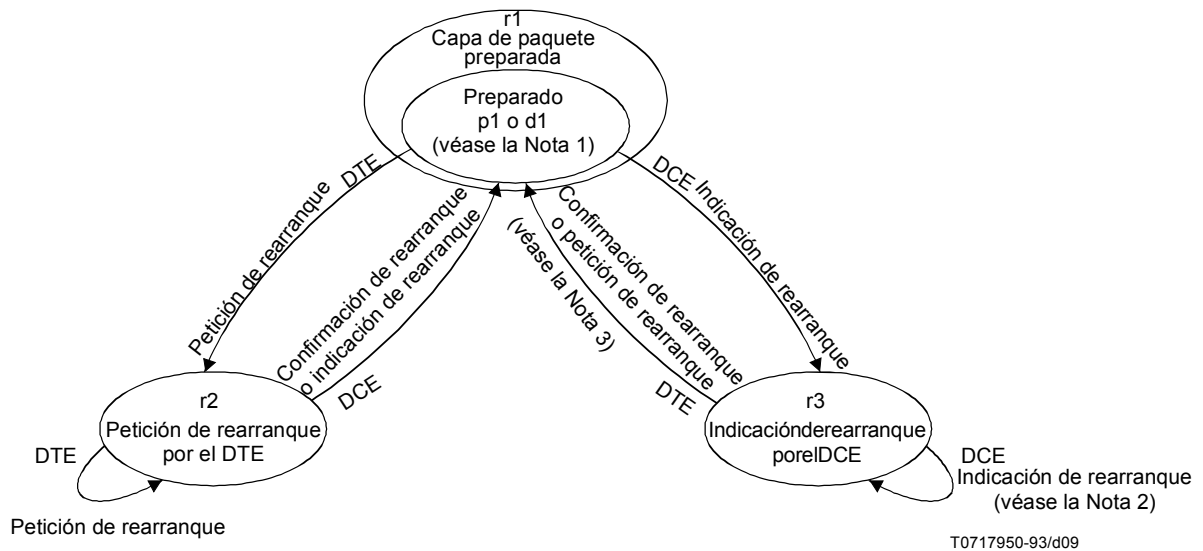 r1
Capa de paquete
preparada
Preparado
p1 o d1
(véase la Nota 1)
DTE
Petición de rearranque
Confirmación de rearranque
o indicación de rearranque
DCE
DCE
Indicación de rearranque
Confirmación de rearranque
o petición de rearranque
(véase la Nota 3)
DTE
r2
Petición de rearranque
por el DTE
DTE
Petición de rearranque
r3
Indicaciónderearranque
porelDCE
DCE
Indicación de rearranque
(véase la Nota 2)
T0717950-93/d09